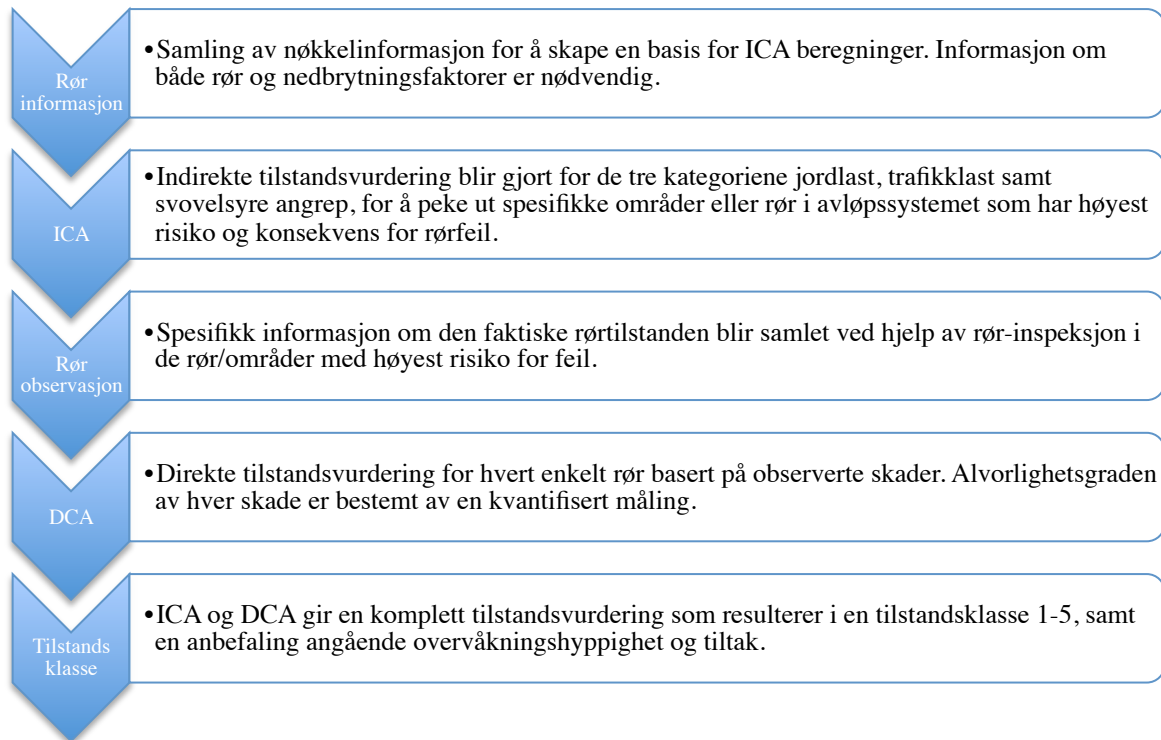 Rør
informasjon
•Samling av nøkkelinformasjon for å skape en basis for ICA beregninger. Informasjon om
både rør og nedbrytningsfaktorer er nødvendig.
ICA
•Indirekte tilstandsvurdering blir gjort for de tre kategoriene jordlast, trafikklast samt
svovelsyre angrep, for å peke ut spesifikke områder eller rør i avløpssystemet som har høyest
risiko og konsekvens for rørfeil.
Rør
observasjon
•Spesifikk informasjon om den faktiske rørtilstanden blir samlet ved hjelp av rør-inspeksjon i
de rør/områder med høyest risiko for feil.
DCA
•Direkte tilstandsvurdering for hvert enkelt rør basert på observerte skader. Alvorlighetsgraden
av hver skade er bestemt av en kvantifisert måling.
Tilstands
klasse
•ICA og DCA gir en komplett tilstandsvurdering som resulterer i en tilstandsklasse 1-5, samt
en anbefaling angående overvåkningshyppighet og tiltak.